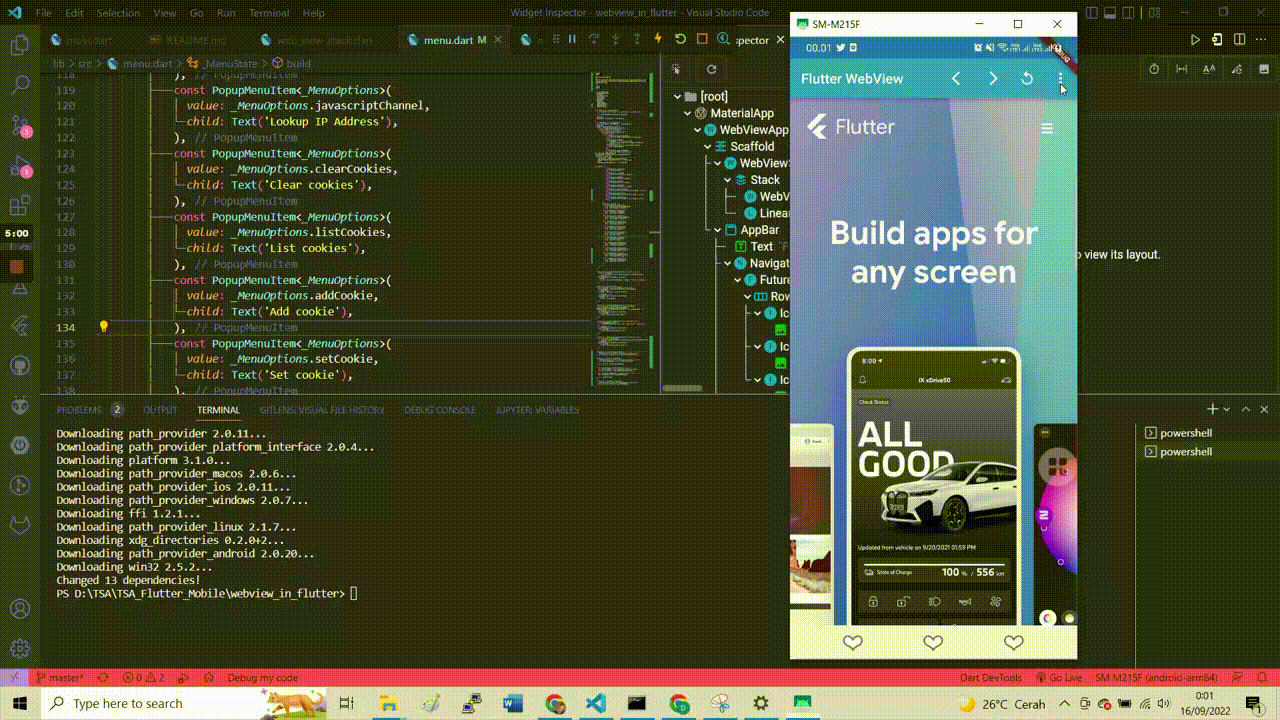 File Edit Selection View Go Run Terminal Help
Widget Inspector - webview_in_flutter - Visual Studio Code
menu.dart M
spector
lib > src > menu.dart > _MenuState > build
118 ), // PopupMenuItem
119 const PopupMenuItem<_MenuOptions>(
120 value: _MenuOptions.javascriptChannel,
121 child: Text('Lookup IP Address'),
122 ), // PopupMenuItem
123 const PopupMenuItem<_MenuOptions>(
124 value: _MenuOptions.clearCookies,
125 child: Text('Clear cookies'),
126 ), // PopupMenuItem
127 const PopupMenuItem<_MenuOptions>(
128 value: _MenuOptions.listCookies,
129 child: Text('List cookies'),
130 ), // PopupMenuItem
131 const PopupMenuItem<_MenuOptions>(
132 value: _MenuOptions.addCookie,
133 child: Text('Add cookie'),
134 ), // PopupMenuItem
135 const PopupMenuItem<_MenuOptions>(
136 value: _MenuOptions.setCookie,
137 child: Text('Set cookie'),
138 ), // PopupMenuItem
5:00
[root]
MaterialApp
WebViewApp
Scaffold
WebView
Stack
WebV
Linea
AppBar
Text
Navigat
Future
Row
Ico
Ico
Ico
o view its layout.
PROBLEMS 2 OUTPUT TERMINAL GITLENS: VISUAL FILE HISTORY DEBUG CONSOLE JUPYTER: VARIABLES
Downloading path_provider 2.0.11...
Downloading path_provider_platform_interface 2.0.4...
Downloading platform 3.1.0...
Downloading path_provider_macos 2.0.6...
Downloading path_provider_ios 2.0.11...
Downloading path_provider_windows 2.0.7...
Downloading ffi 1.2.1...
Downloading path_provider_linux 2.1.7...
Downloading xdg_directories 0.2.0+2...
Downloading path_provider_android 2.0.20...
Downloading win32 2.5.2...
Changed 13 dependencies!
PS D:\TSA\TSA_Flutter_Mobile\webview_in_flutter>
powershell
powershell
SM-M215F
00.01
Flutter WebView
Flutter
Build apps for
any screen
8:00
iX xDrive50
Check Status
ALL
GOOD
Updated from vehicle on 9/20/2021 01:59 PM
State of Charge 100 % / 556 km
master* 0 2 Debug my code
Dart DevTools Go Live SM M215F (android-arm64)
Type here to search
26°C Cerah
0:01
16/09/2022